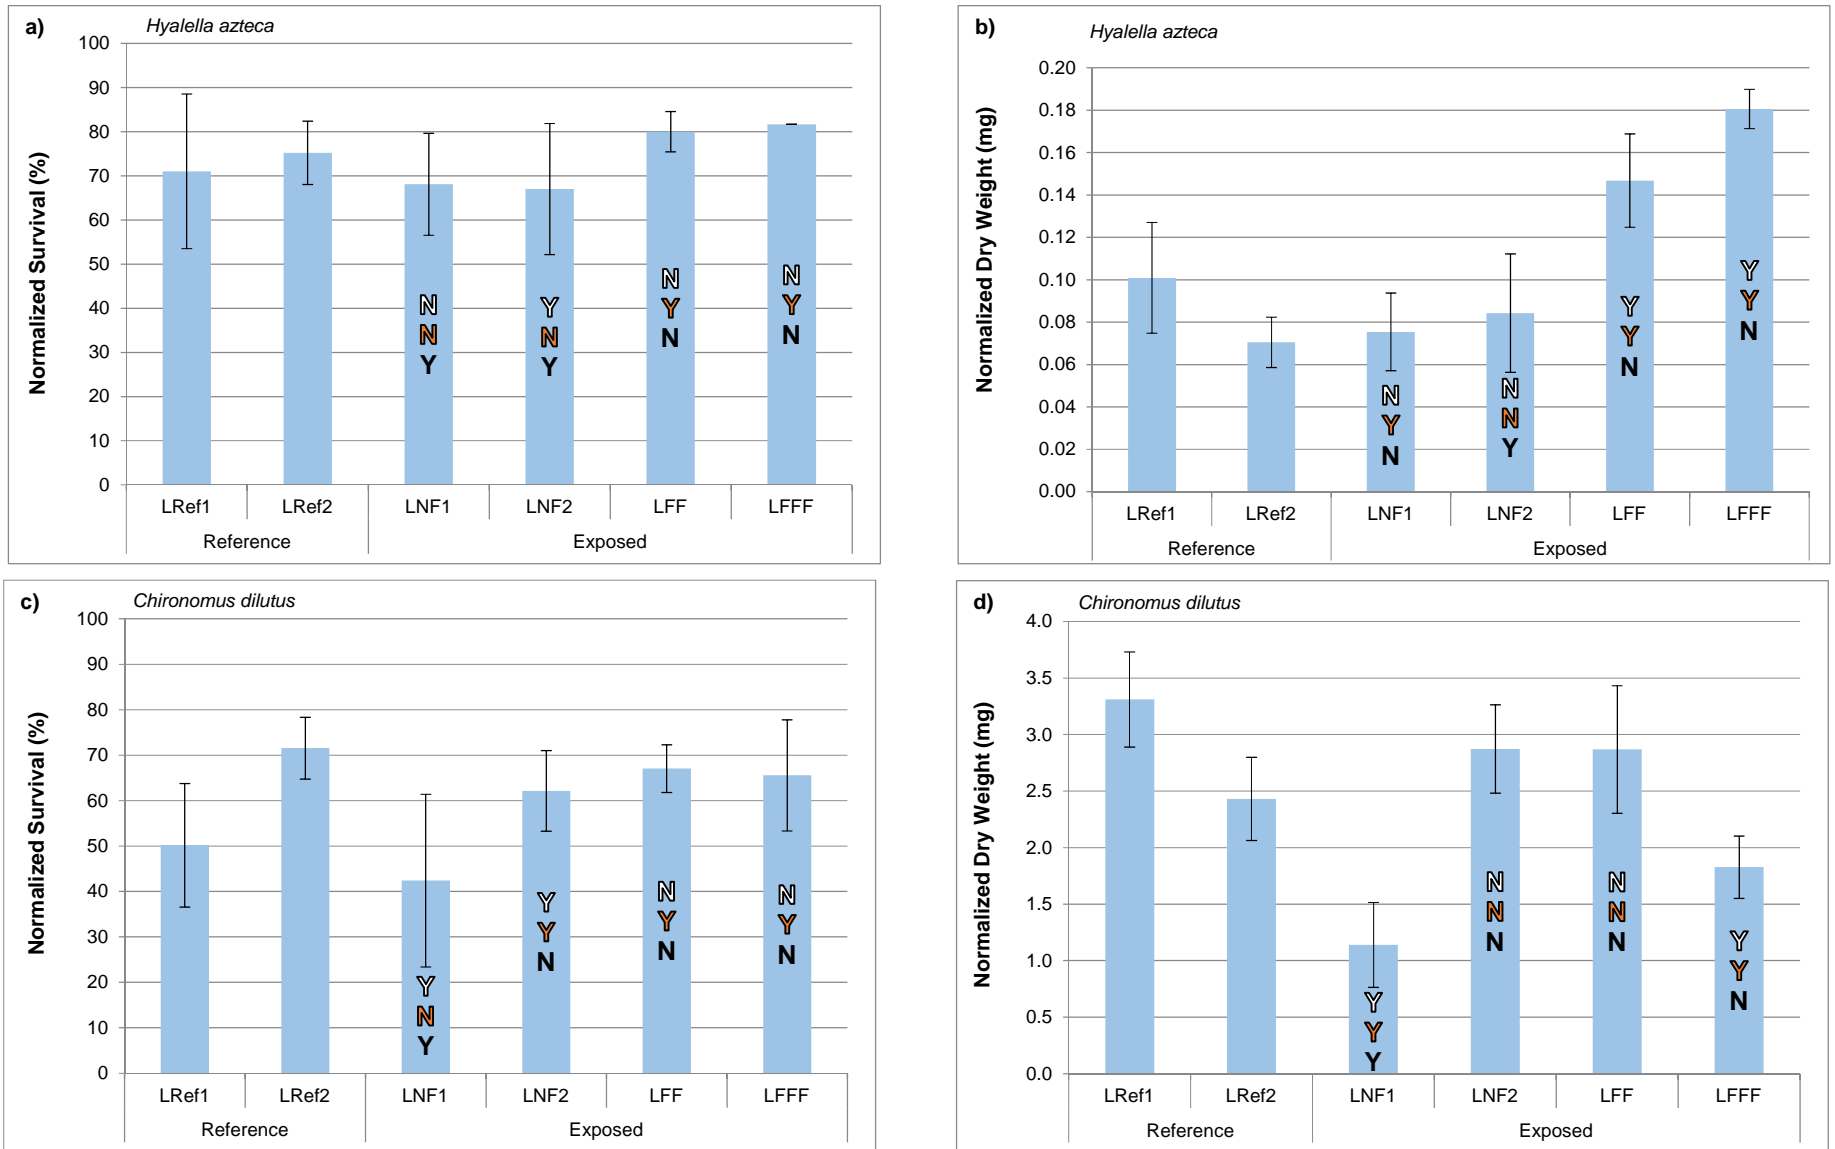 a)
Hyalella azteca
Normalized Survival (%)
100
90
80
70
60
50
40
30
20
10
0
N
N
Y
Y
N
Y
N
Y
N
N
Y
N
LRef1 LRef2 LNF1 LNF2 LFF LFFF
Reference Exposed
b)
Hyalella azteca
Normalized Dry Weight (mg)
0.20
0.18
0.16
0.14
0.12
0.10
0.08
0.06
0.04
0.02
0.00
N
Y
N
N
N
Y
Y
Y
N
Y
Y
N
LRef1 LRef2 LNF1 LNF2 LFF LFFF
Reference Exposed
c)
Chironomus dilutus
Normalized Survival (%)
100
90
80
70
60
50
40
30
20
10
0
Y
N
Y
Y
Y
N
N
Y
N
N
Y
N
LRef1 LRef2 LNF1 LNF2 LFF LFFF
Reference Exposed
d)
Chironomus dilutus
Normalized Dry Weight (mg)
4.0
3.5
3.0
2.5
2.0
1.5
1.0
0.5
0.0
Y
Y
Y
N
N
N
N
N
N
Y
Y
N
LRef1 LRef2 LNF1 LNF2 LFF LFFF
Reference Exposed